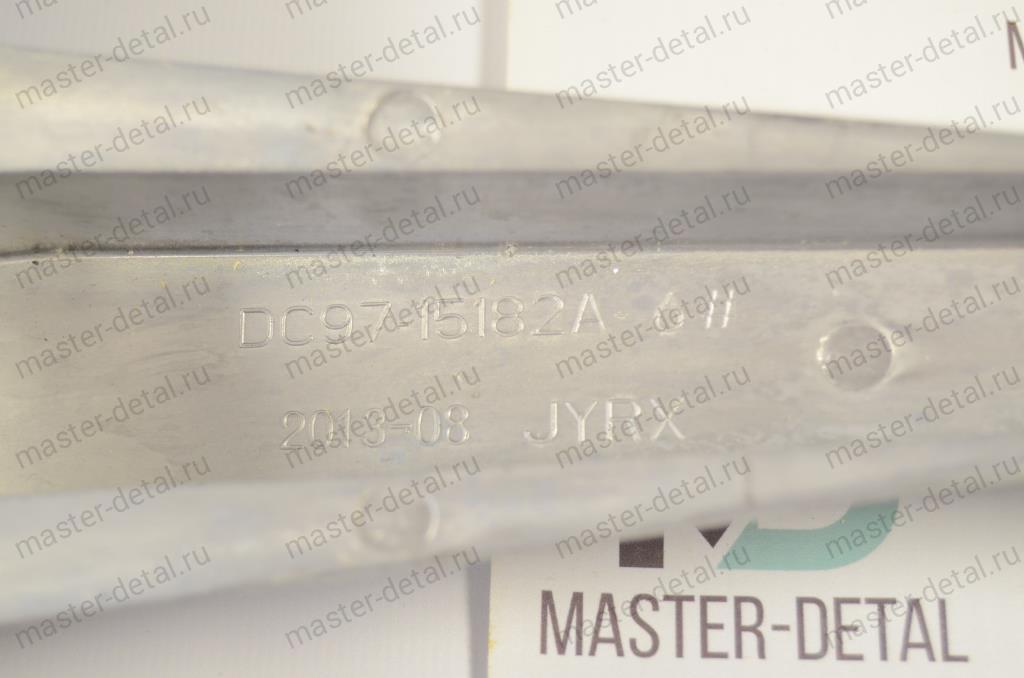 DC97-15182A
2013-08 JYRX
MASTER-DETAL
master-detal.ru